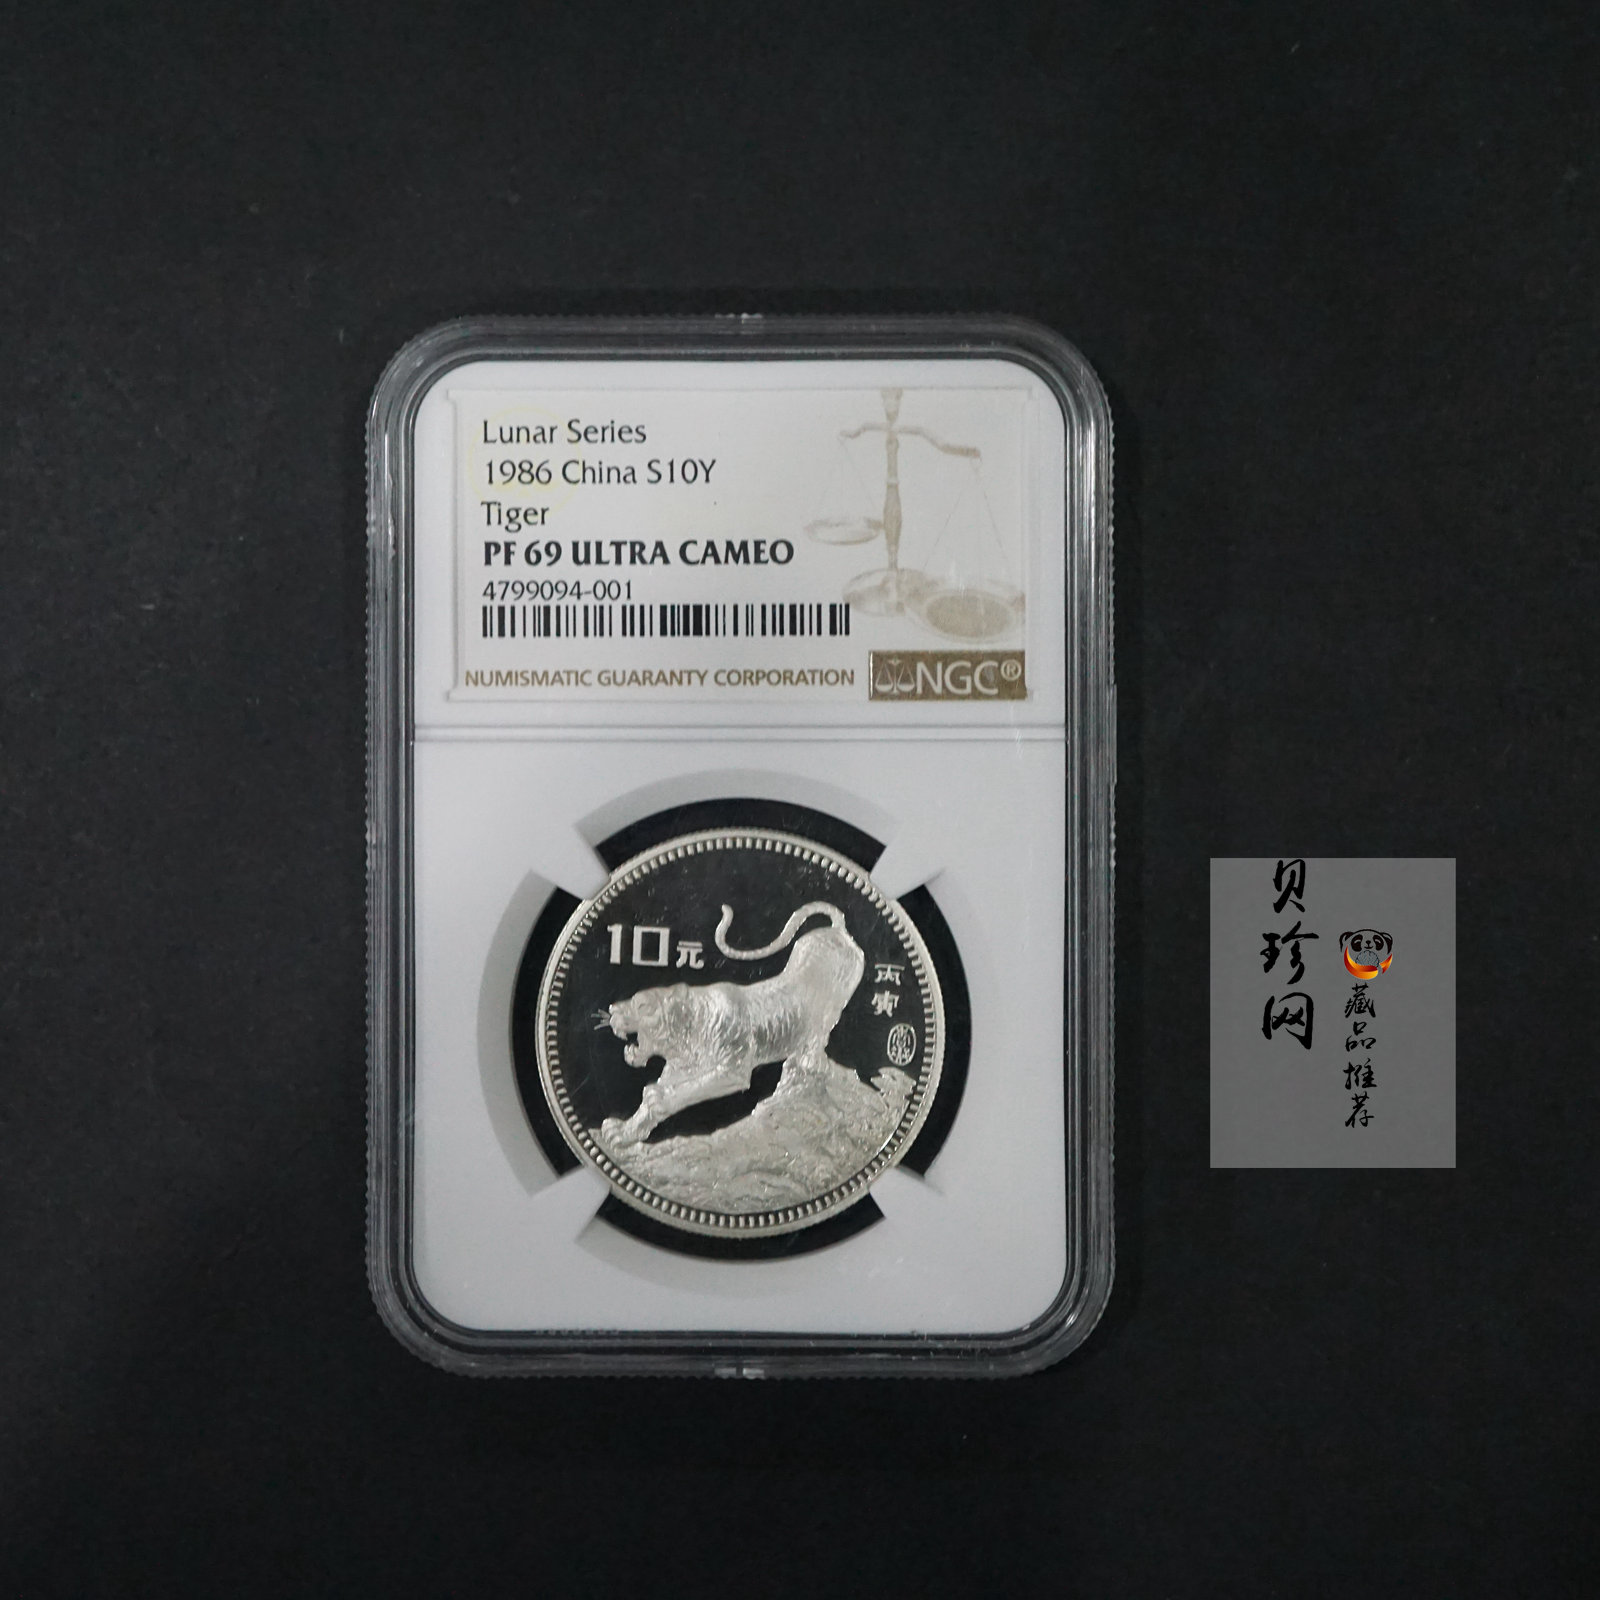 Lunar Series
1986 China S10Y
Tiger
PF 69 ULTRA CAMEO
4799094-001
NUMISMATIC GUARANTY CORPORATION
NGC®
10元
丙寅
贝珍网
藏品推荐